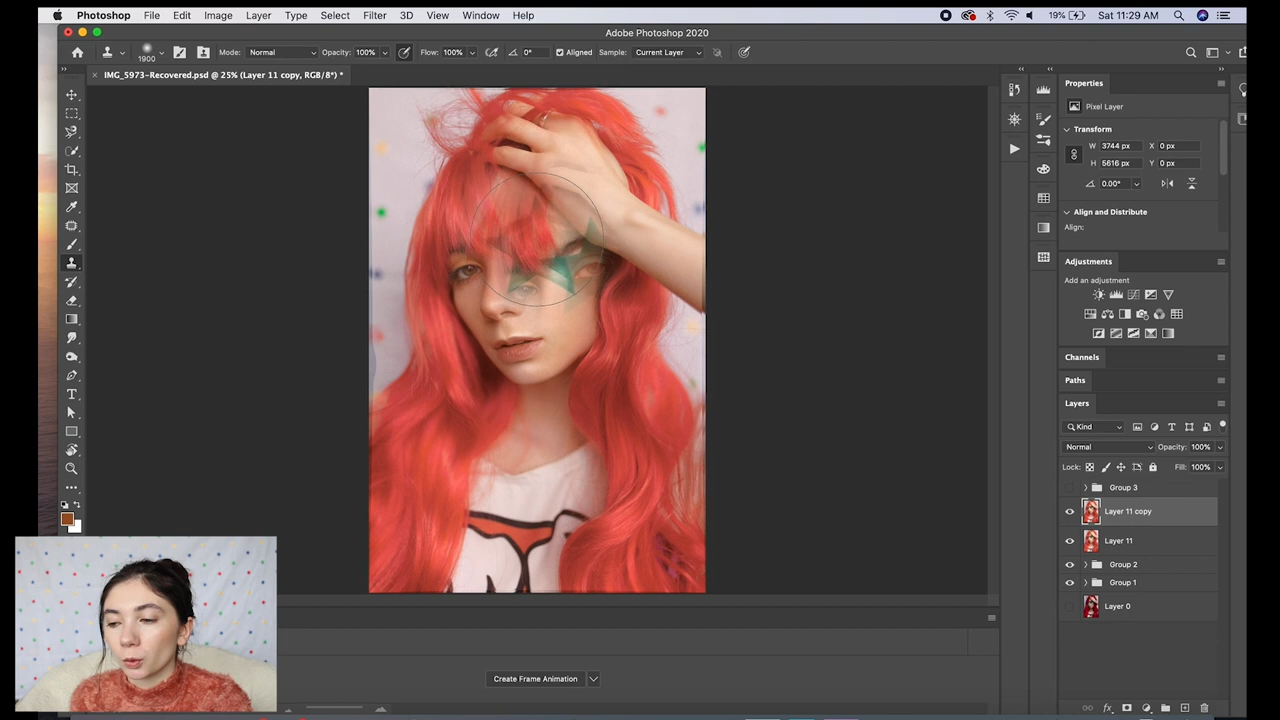 Photoshop File Edit Image Layer Type Select Filter 3D View Window Help 19% Sat 11:29 AM
Adobe Photoshop 2020
1900 Mode: Normal Opacity: 100% Flow: 100% 0° Aligned Sample: Current Layer
IMG_5973-Recovered.psd @ 25% (Layer 11 copy, RGB/8*) *
Properties
Pixel Layer
Transform
W 3744 px X 0 px
H 5616 px Y 0 px
0.00°
Align and Distribute
Align:
Adjustments
Add an adjustment
Channels
Paths
Layers
Kind
Normal Opacity: 100%
Lock: Fill: 100%
Group 3
Layer 11 copy
Layer 11
Group 2
Group 1
Layer 0
Create Frame Animation